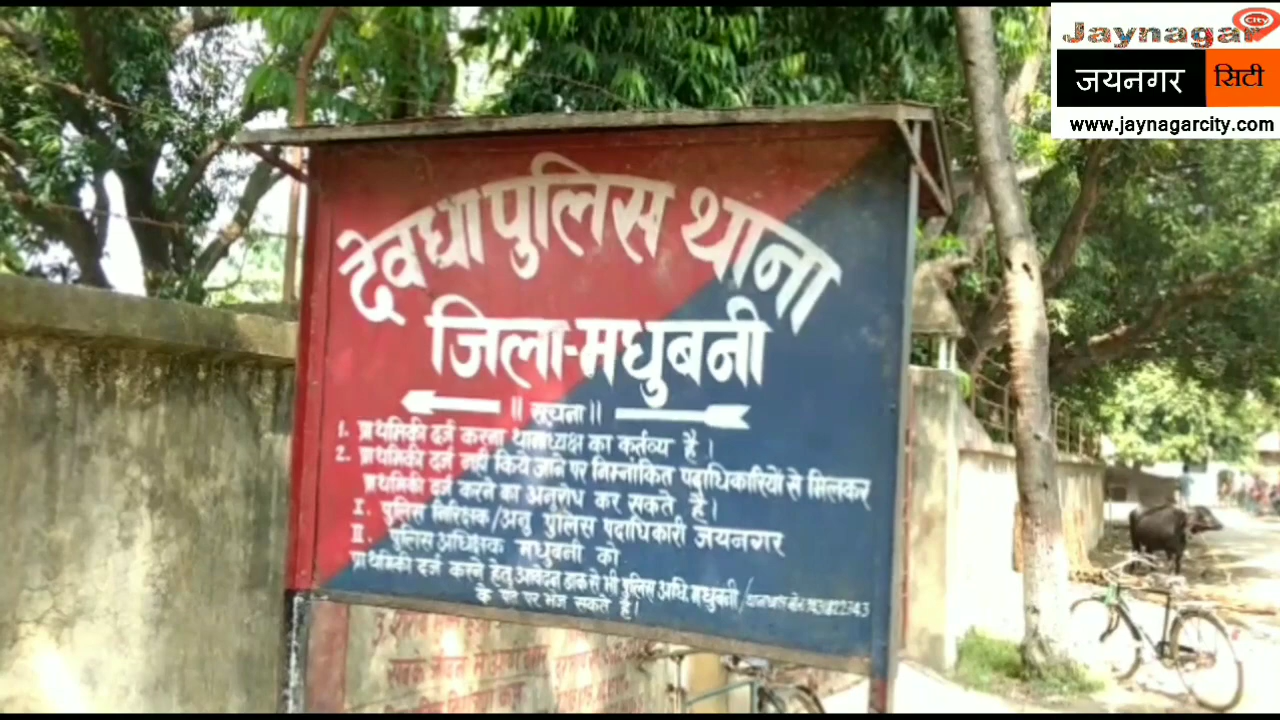 Jaynagar City
जयनगर सिटी
www.jaynagarcity.com
देवधा पुलिस थाना
जिला-मधुबनी
॥ सूचना ॥
1. प्राथमिकी दर्ज करना थानाध्यक्ष का कर्तव्य है।
2. प्राथमिकी दर्ज नही किये जाने पर निम्नांकित पदाधिकारियों से मिलकर
प्राथमिकी दर्ज करने का अनुरोध कर सकते है।
I. पुलिस निरिक्षक/अनु पुलिस पदाधिकारी जयनगर
II. पुलिस अधिक्षक मधुबनी को
प्राथमिकी दर्ज करने हेतु आवेदन डाक से भी पुलिस अधि. मधुबनी/
के पते पर भेज सकते है।